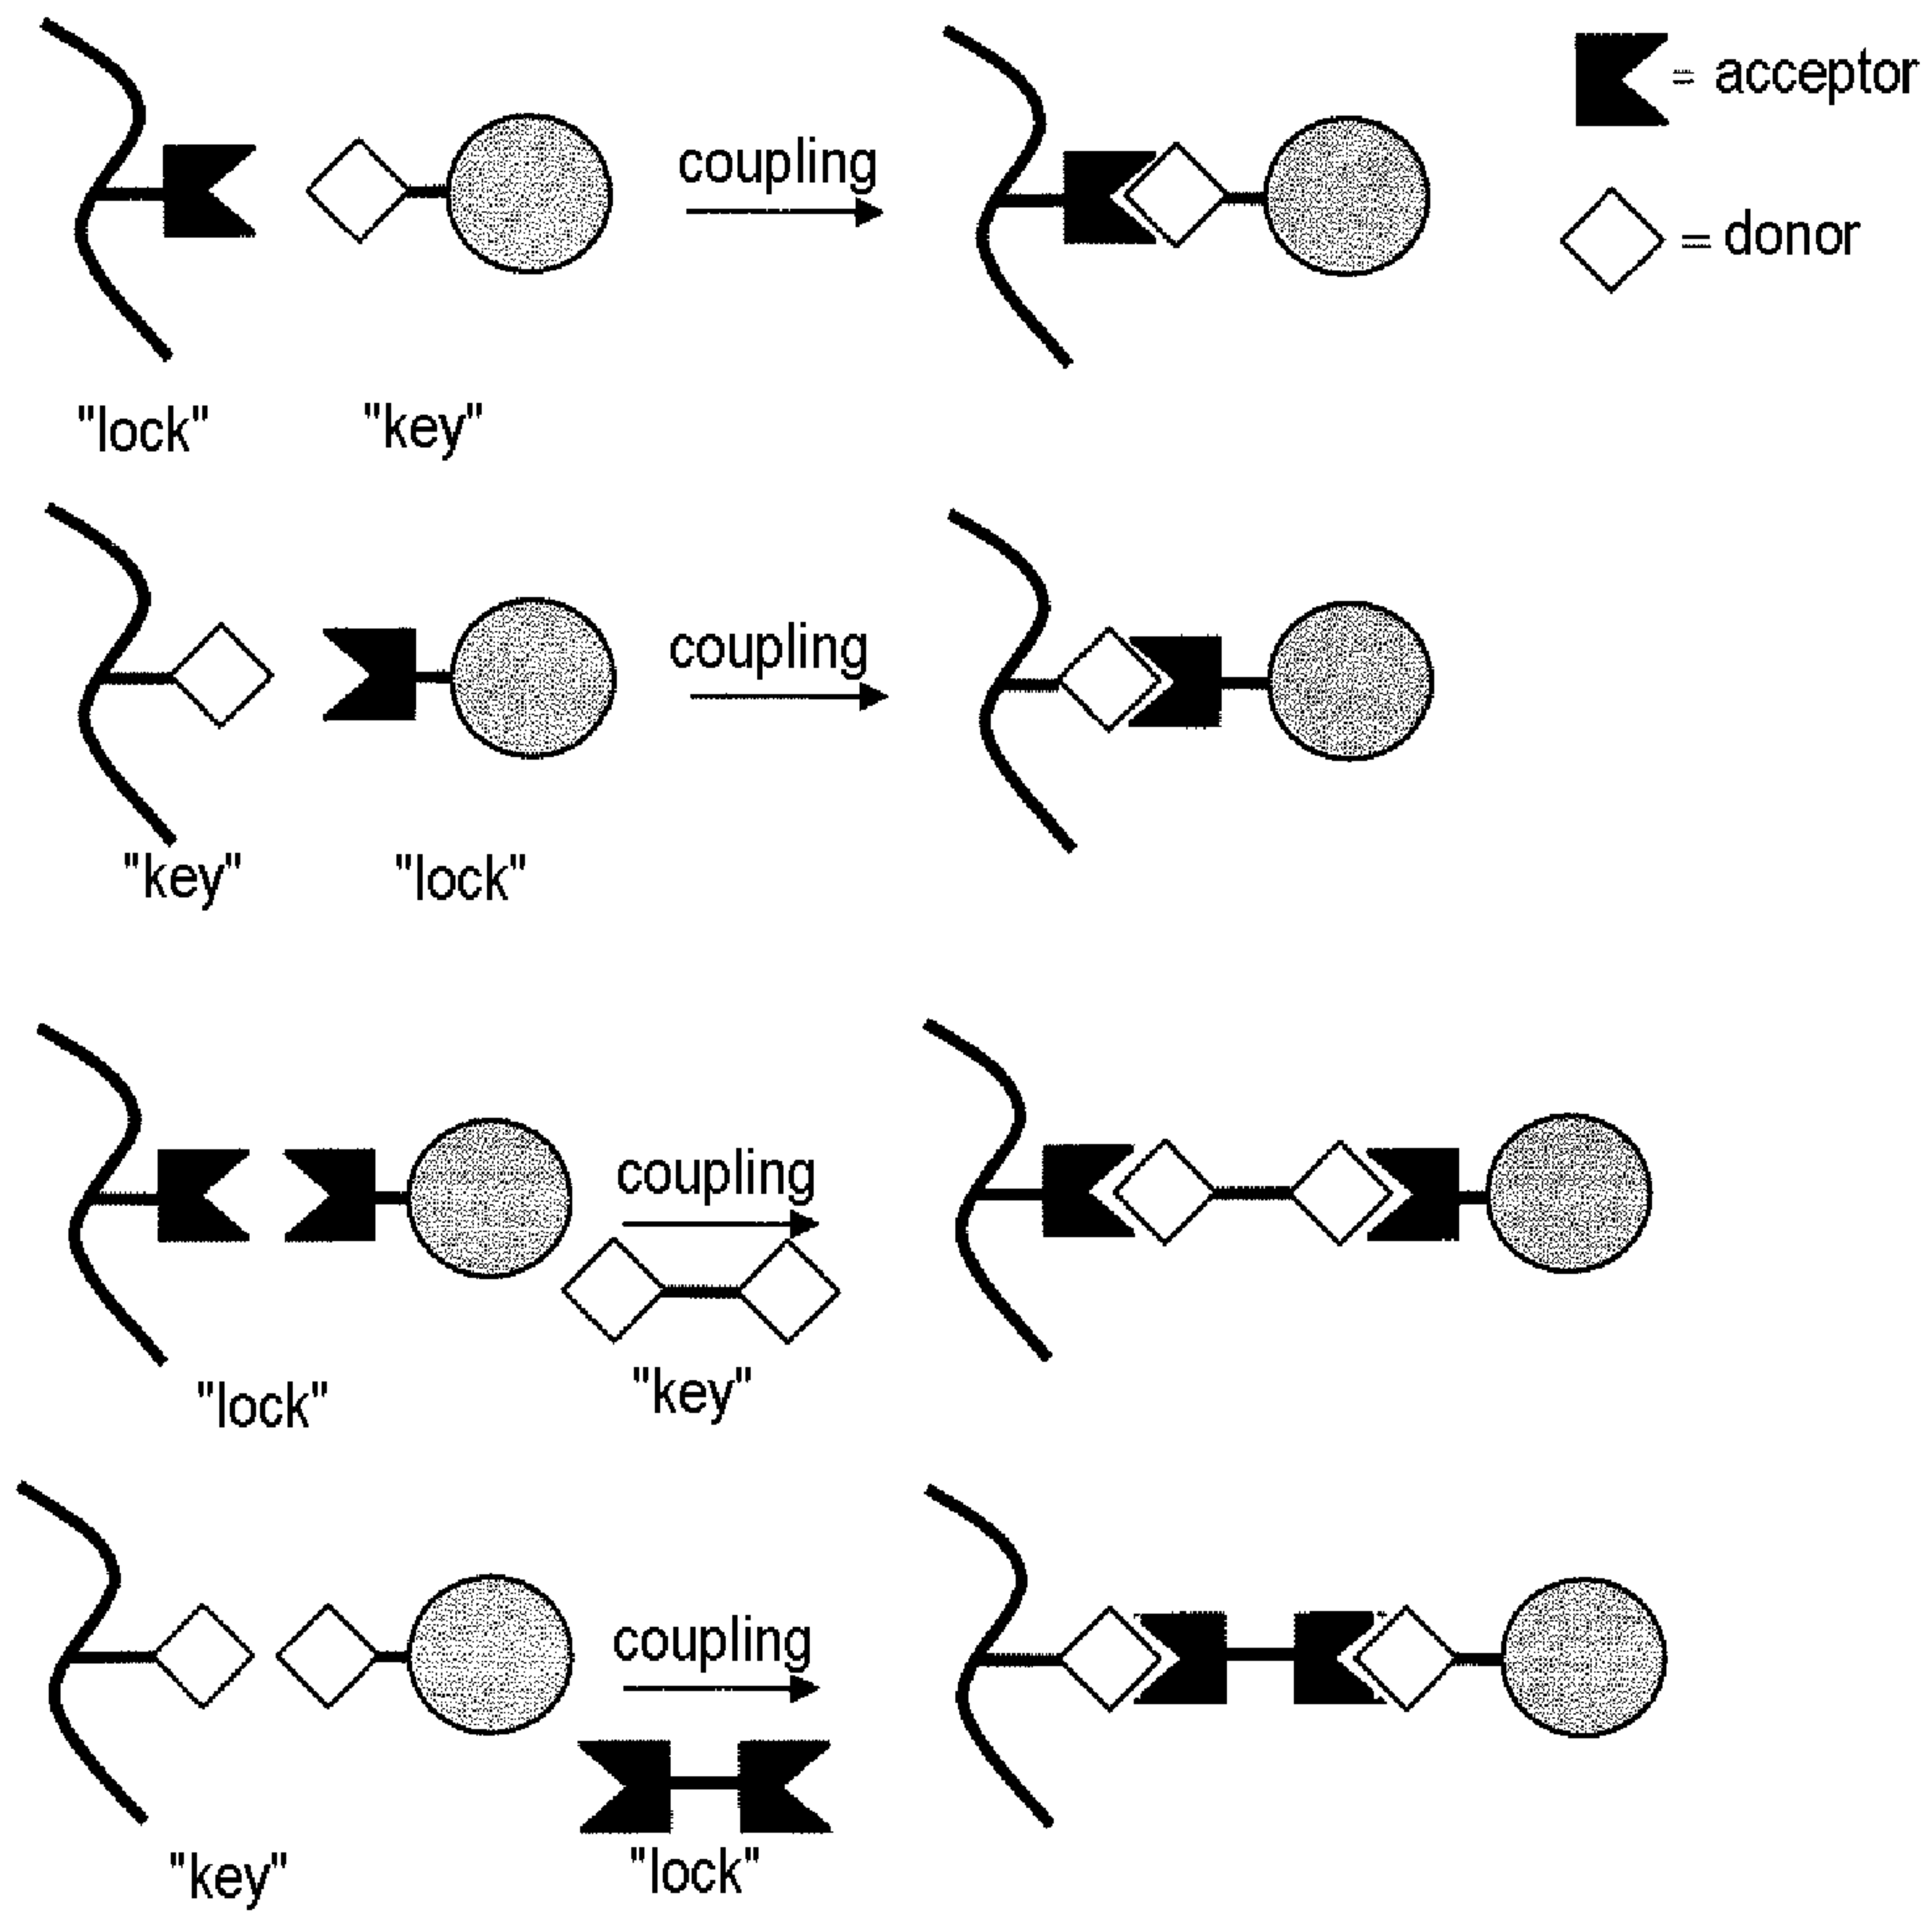 coupling
= acceptor
= donor
"lock"
"key"
coupling
"key"
"lock"
coupling
"lock"
"key"
coupling
"key"
"lock"